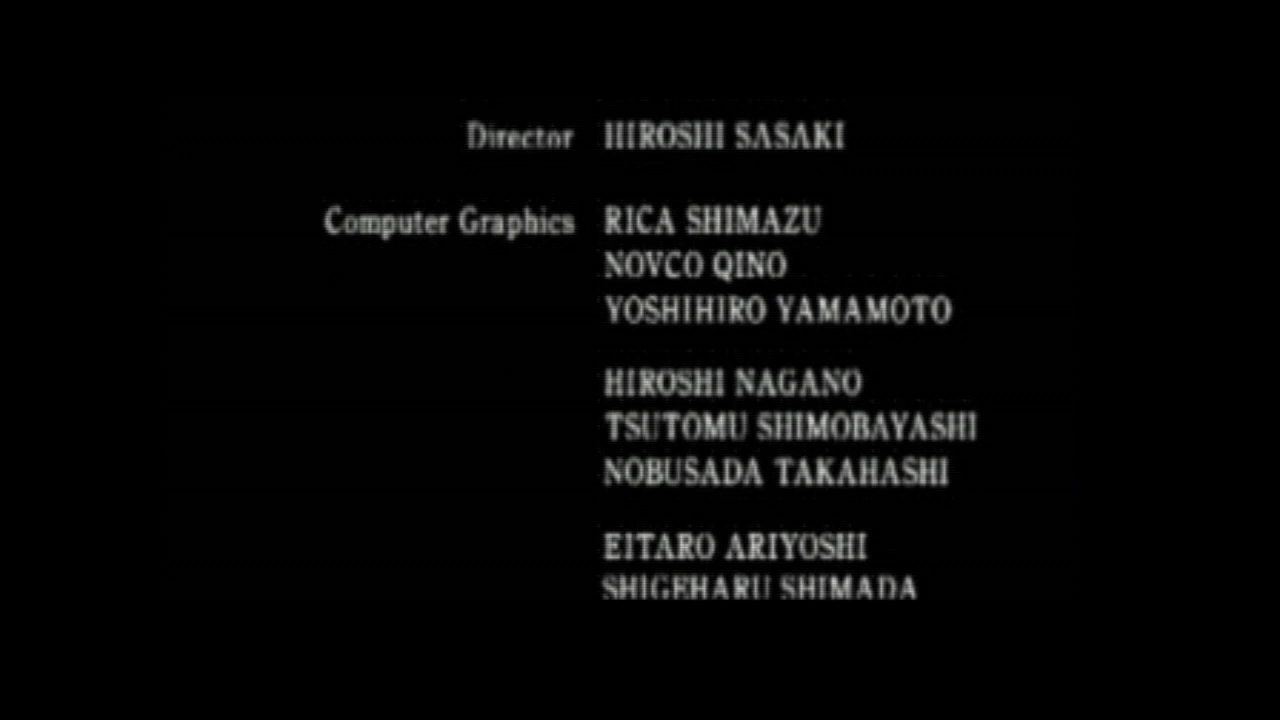 Director HIROSHI SASAKI
Computer Graphics RICA SHIMAZU
NOVCO QINO
YOSHIHIRO YAMAMOTO
HIROSHI NAGANO
TSUTOMU SHIMOBAYASHI
NOBUSADA TAKAHASHI
EITARO ARIYOSHI
SHIGEHARU SHIMADA